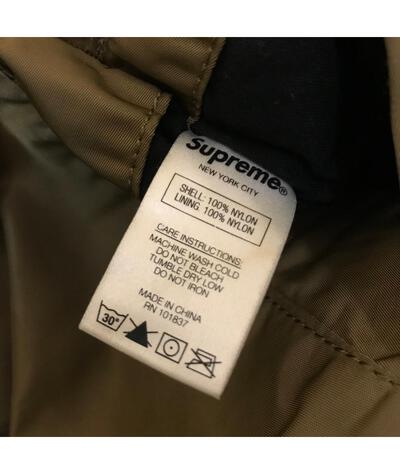 Supreme®
NEW YORK CITY
SHELL: 100% NYLON
LINING: 100% NYLON
CARE INSTRUCTIONS:
MACHINE WASH COLD
DO NOT BLEACH
TUMBLE DRY LOW
DO NOT IRON
MADE IN CHINA
RN 101837
30°